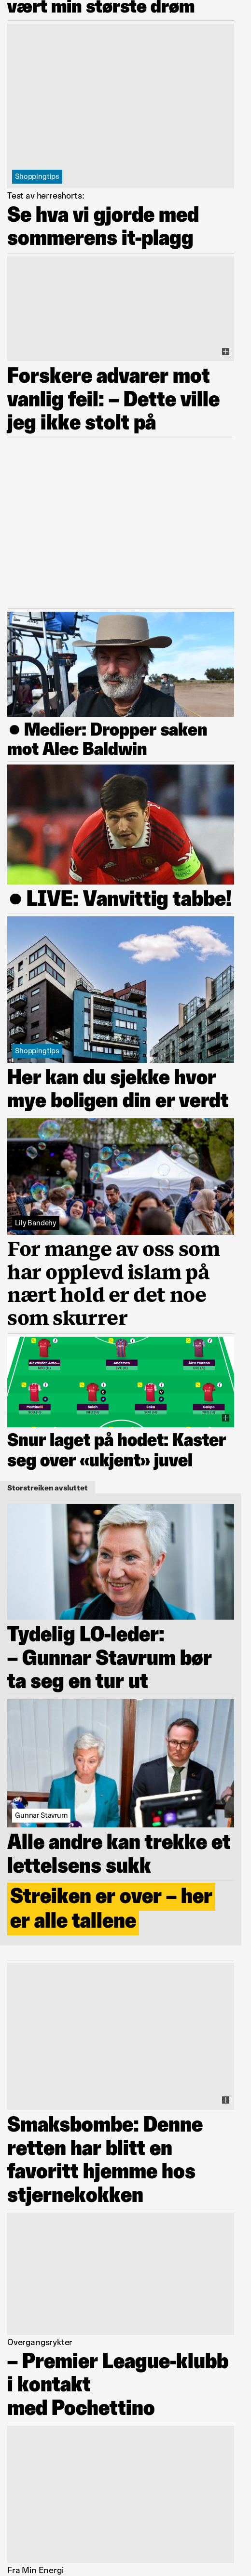 vært min største drøm
Shoppingtips
Test av herreshorts:
Se hva vi gjorde med
sommerens it-plagg
Forskere advarer mot
vanlig feil: – Dette ville
jeg ikke stolt på
● Medier: Dropper saken
mot Alec Baldwin
● LIVE: Vanvittig tabbe!
Shoppingtips
Her kan du sjekke hvor
mye boligen din er verdt
Lily Bandehy
For mange av oss som
har opplevd islam på
nært hold er det noe
som skurrer
Andersen
Álex Moreno
Martinelli
Salah
Saka
Snur laget på hodet: Kaster
seg over «ukjent» juvel
Storstreiken avsluttet
Tydelig LO-leder:
– Gunnar Stavrum bør
ta seg en tur ut
Gunnar Stavrum
Alle andre kan trekke et
lettelsens sukk
Streiken er over – her
er alle tallene
Smaksbombe: Denne
retten har blitt en
favoritt hjemme hos
stjernekokken
Overgangsrykter
– Premier League-klubb
i kontakt
med Pochettino
Fra Min Energi